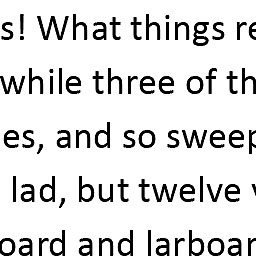 s! What things re
while three of th
es, and so sweep
lad, but twelve
oard and larboar